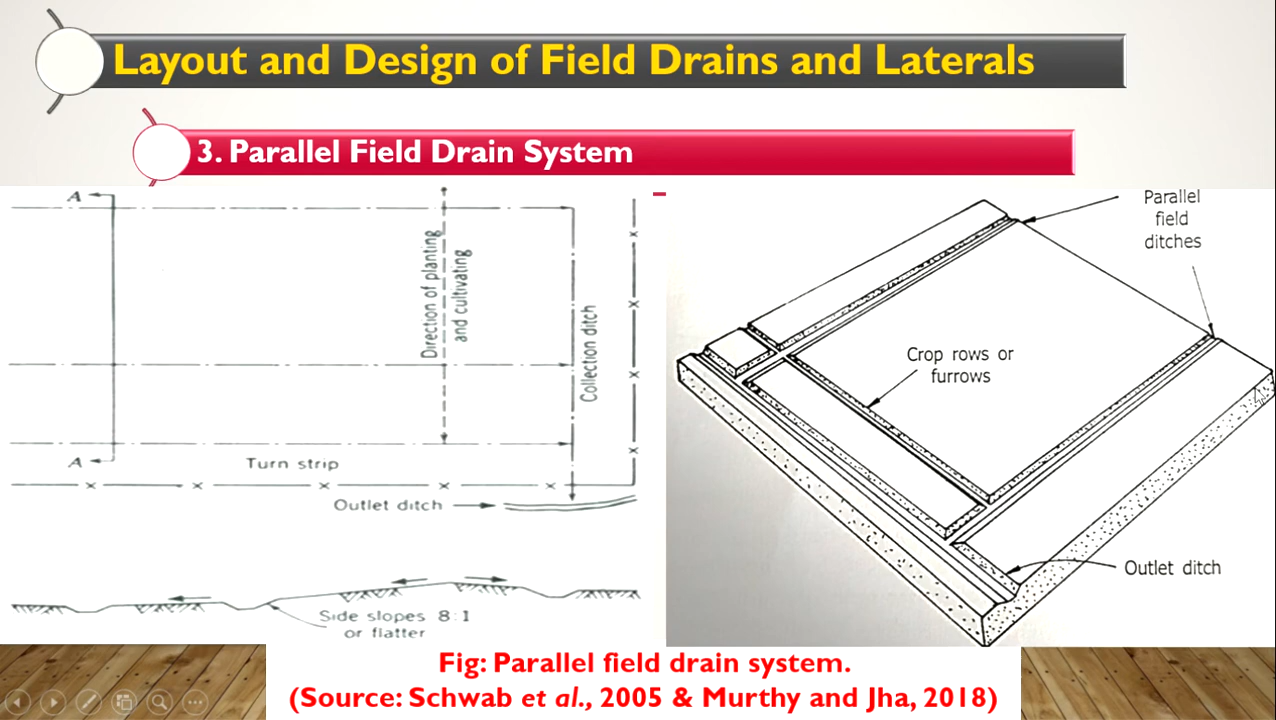 Layout and Design of Field Drains and Laterals
3. Parallel Field Drain System
A
Direction of planting
and cultivating
Collection ditch
A
Turn strip
Outlet ditch
Side slopes 8:1
or flatter
Parallel
field
ditches
Crop rows or
furrows
Outlet ditch
Fig: Parallel field drain system.
(Source: Schwab et al., 2005 & Murthy and Jha, 2018)